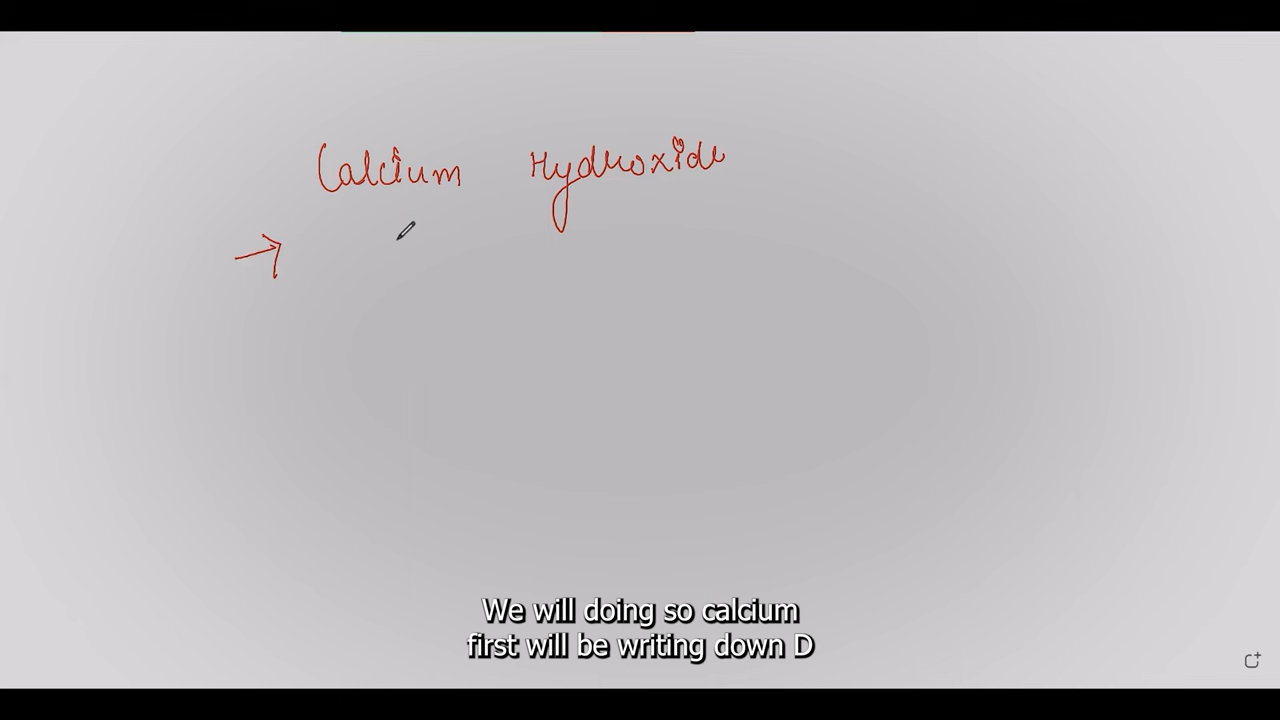 Calcium Hydroxide
→
We will doing so calcium
first will be writing down D